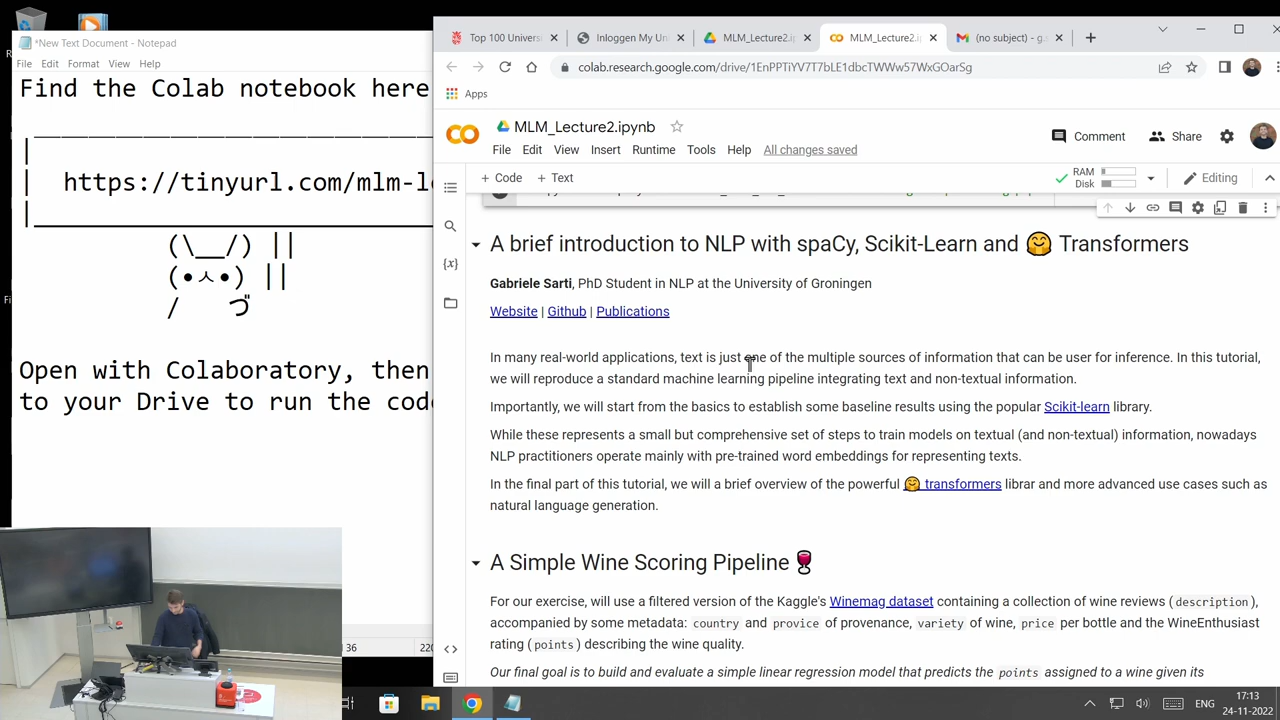 *New Text Document - Notepad
File Edit Format View Help
Find the Colab notebook here
https://tinyurl.com/mlm-l
(\__/) ||
(•ㅅ•) ||
/ づ
Open with Colaboratory, then
to your Drive to run the cod
36
220
Top 100 Univers
Inloggen My Un
MLM_Lecture2.i
MLM_Lecture2.i
(no subject) - g.s
colab.research.google.com/drive/1EnPPTiYV7T7bLE1dbcTWWw57WxGOarSg
Apps
MLM_Lecture2.ipynb
Comment
Share
File Edit View Insert Runtime Tools Help All changes saved
+ Code + Text
RAM
Disk
Editing
A brief introduction to NLP with spaCy, Scikit-Learn and 🤗 Transformers
Gabriele Sarti, PhD Student in NLP at the University of Groningen
Website | Github | Publications
In many real-world applications, text is just one of the multiple sources of information that can be user for inference. In this tutorial,
we will reproduce a standard machine learning pipeline integrating text and non-textual information.
Importantly, we will start from the basics to establish some baseline results using the popular Scikit-learn library.
While these represents a small but comprehensive set of steps to train models on textual (and non-textual) information, nowadays
NLP practitioners operate mainly with pre-trained word embeddings for representing texts.
In the final part of this tutorial, we will a brief overview of the powerful 🤗 transformers librar and more advanced use cases such as
natural language generation.
A Simple Wine Scoring Pipeline 🍷
For our exercise, will use a filtered version of the Kaggle's Winemag dataset containing a collection of wine reviews (description),
accompanied by some metadata: country and provice of provenance, variety of wine, price per bottle and the WineEnthusiast
rating (points) describing the wine quality.
Our final goal is to build and evaluate a simple linear regression model that predicts the points assigned to a wine given its
ENG
17:13
24-11-2022